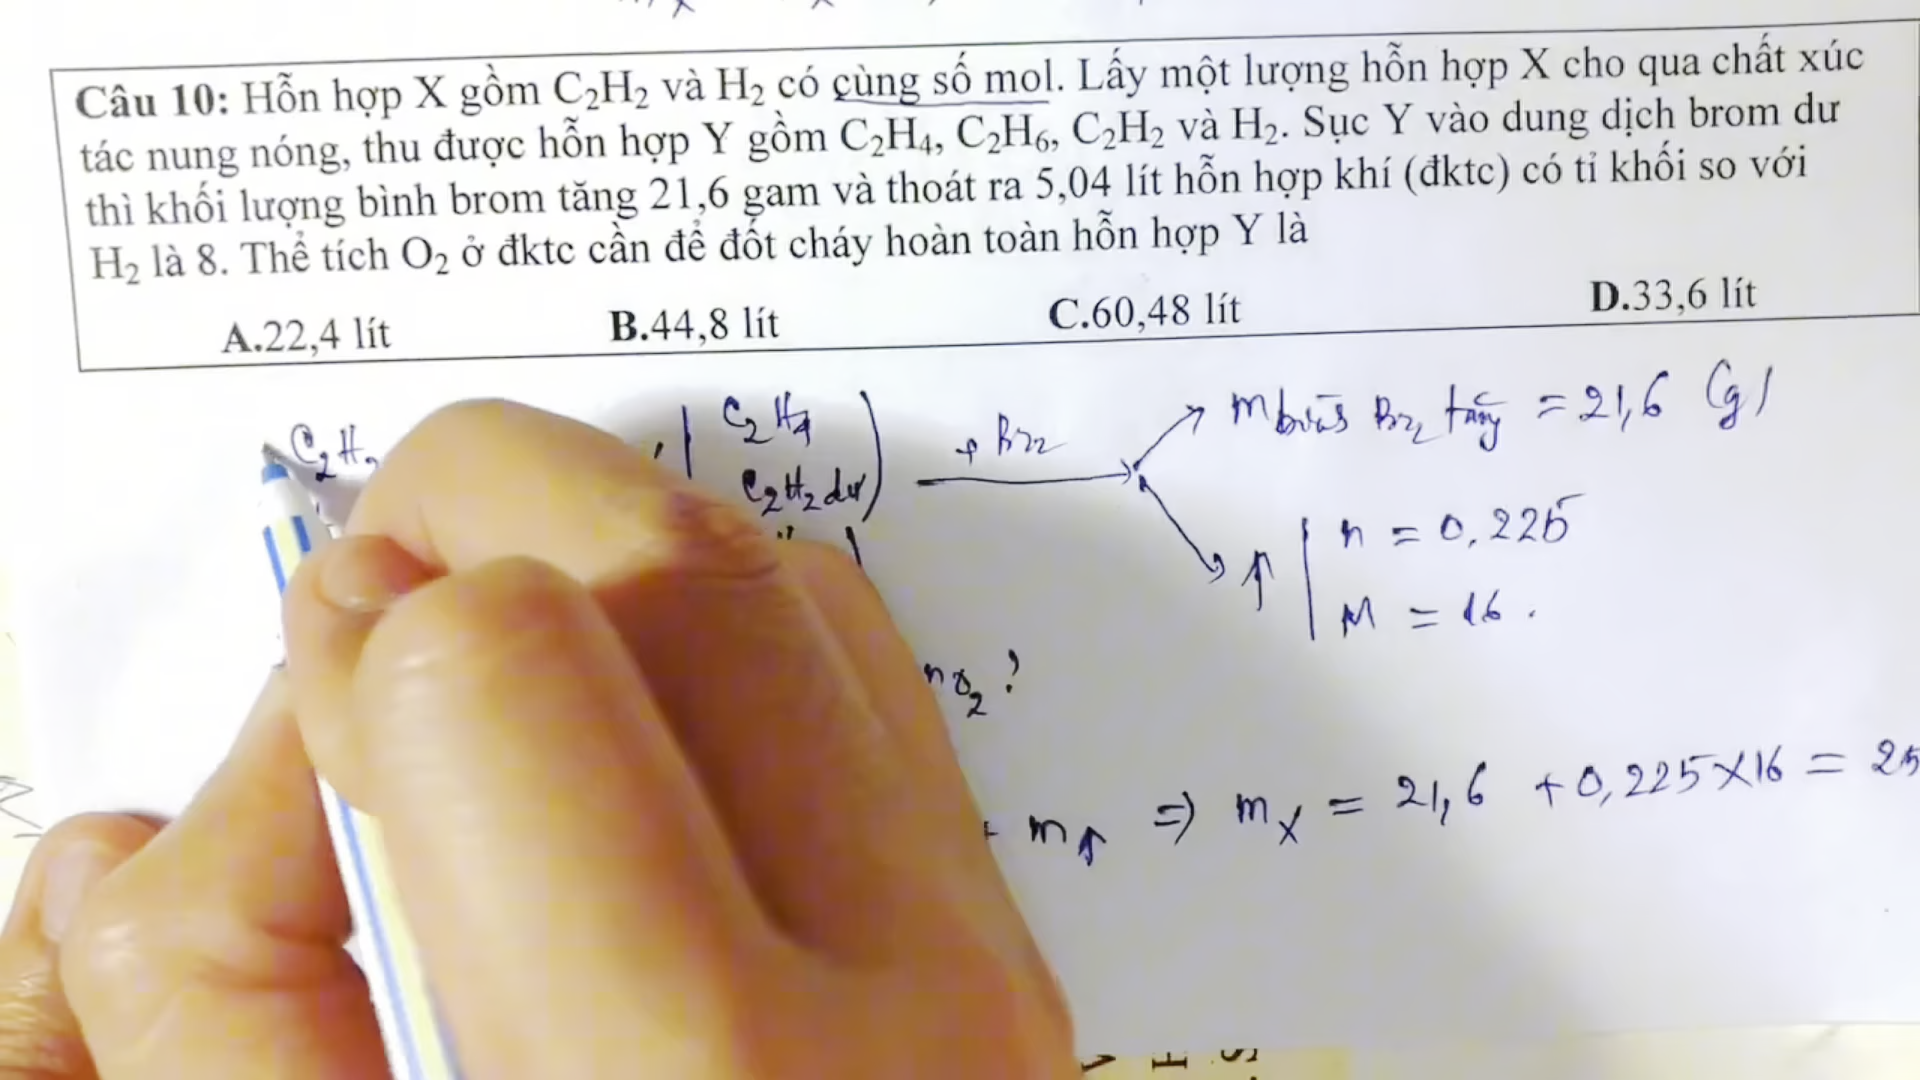 Câu 10: Hỗn hợp X gồm C₂H₂ và H₂ có cùng số mol. Lấy một lượng hỗn hợp X cho qua chất xúc
tác nung nóng, thu được hỗn hợp Y gồm C₂H₄, C₂H₆, C₂H₂ và H₂. Sục Y vào dung dịch brom dư
thì khối lượng bình brom tăng 21,6 gam và thoát ra 5,04 lít hỗn hợp khí (đktc) có tỉ khối so với
H₂ là 8. Thể tích O₂ ở đktc cần để đốt cháy hoàn toàn hỗn hợp Y là
A.22,4 lít B.44,8 lít C.60,48 lít D.33,6 lít
C₂H₂ C₂H₄ + Br₂ m bình Br₂ tăng = 21,6 (g)
C₂H₂ dư
↑ n = 0,225
M = 16.
nO₂?
m↑ => mX = 21,6 + 0,225×16 = 25